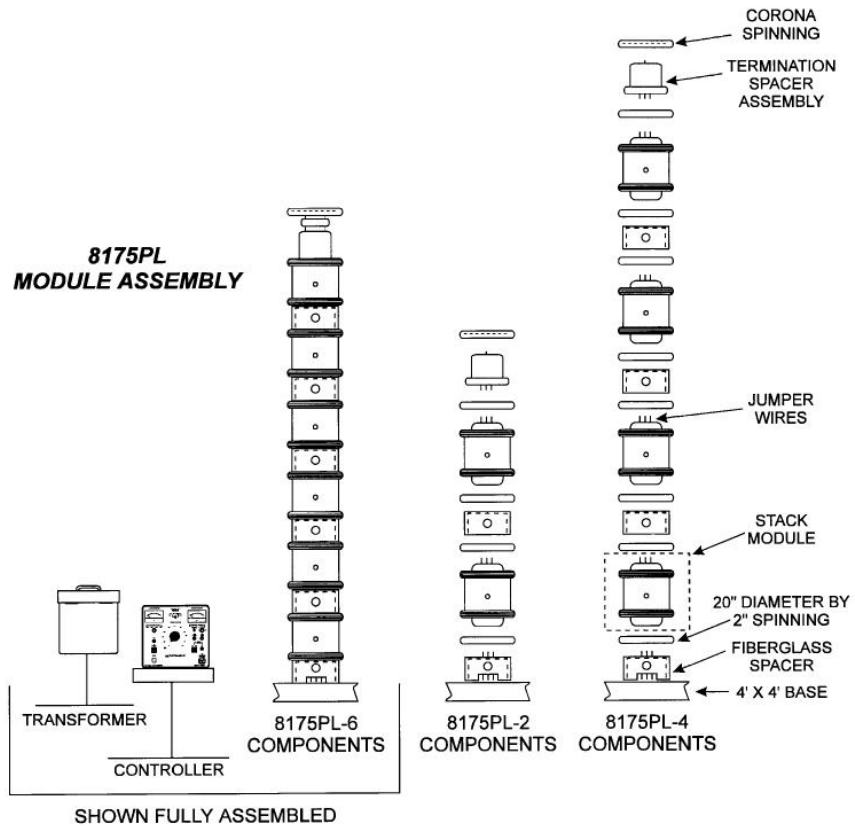 CORONA
SPINNING
TERMINATION
SPACER
ASSEMBLY
8175PL
MODULE ASSEMBLY
JUMPER
WIRES
STACK
MODULE
20" DIAMETER BY
2" SPINNING
FIBERGLASS
SPACER
4' X 4' BASE
TRANSFORMER
CONTROLLER
8175PL-6
COMPONENTS
8175PL-2
COMPONENTS
8175PL-4
COMPONENTS
SHOWN FULLY ASSEMBLED